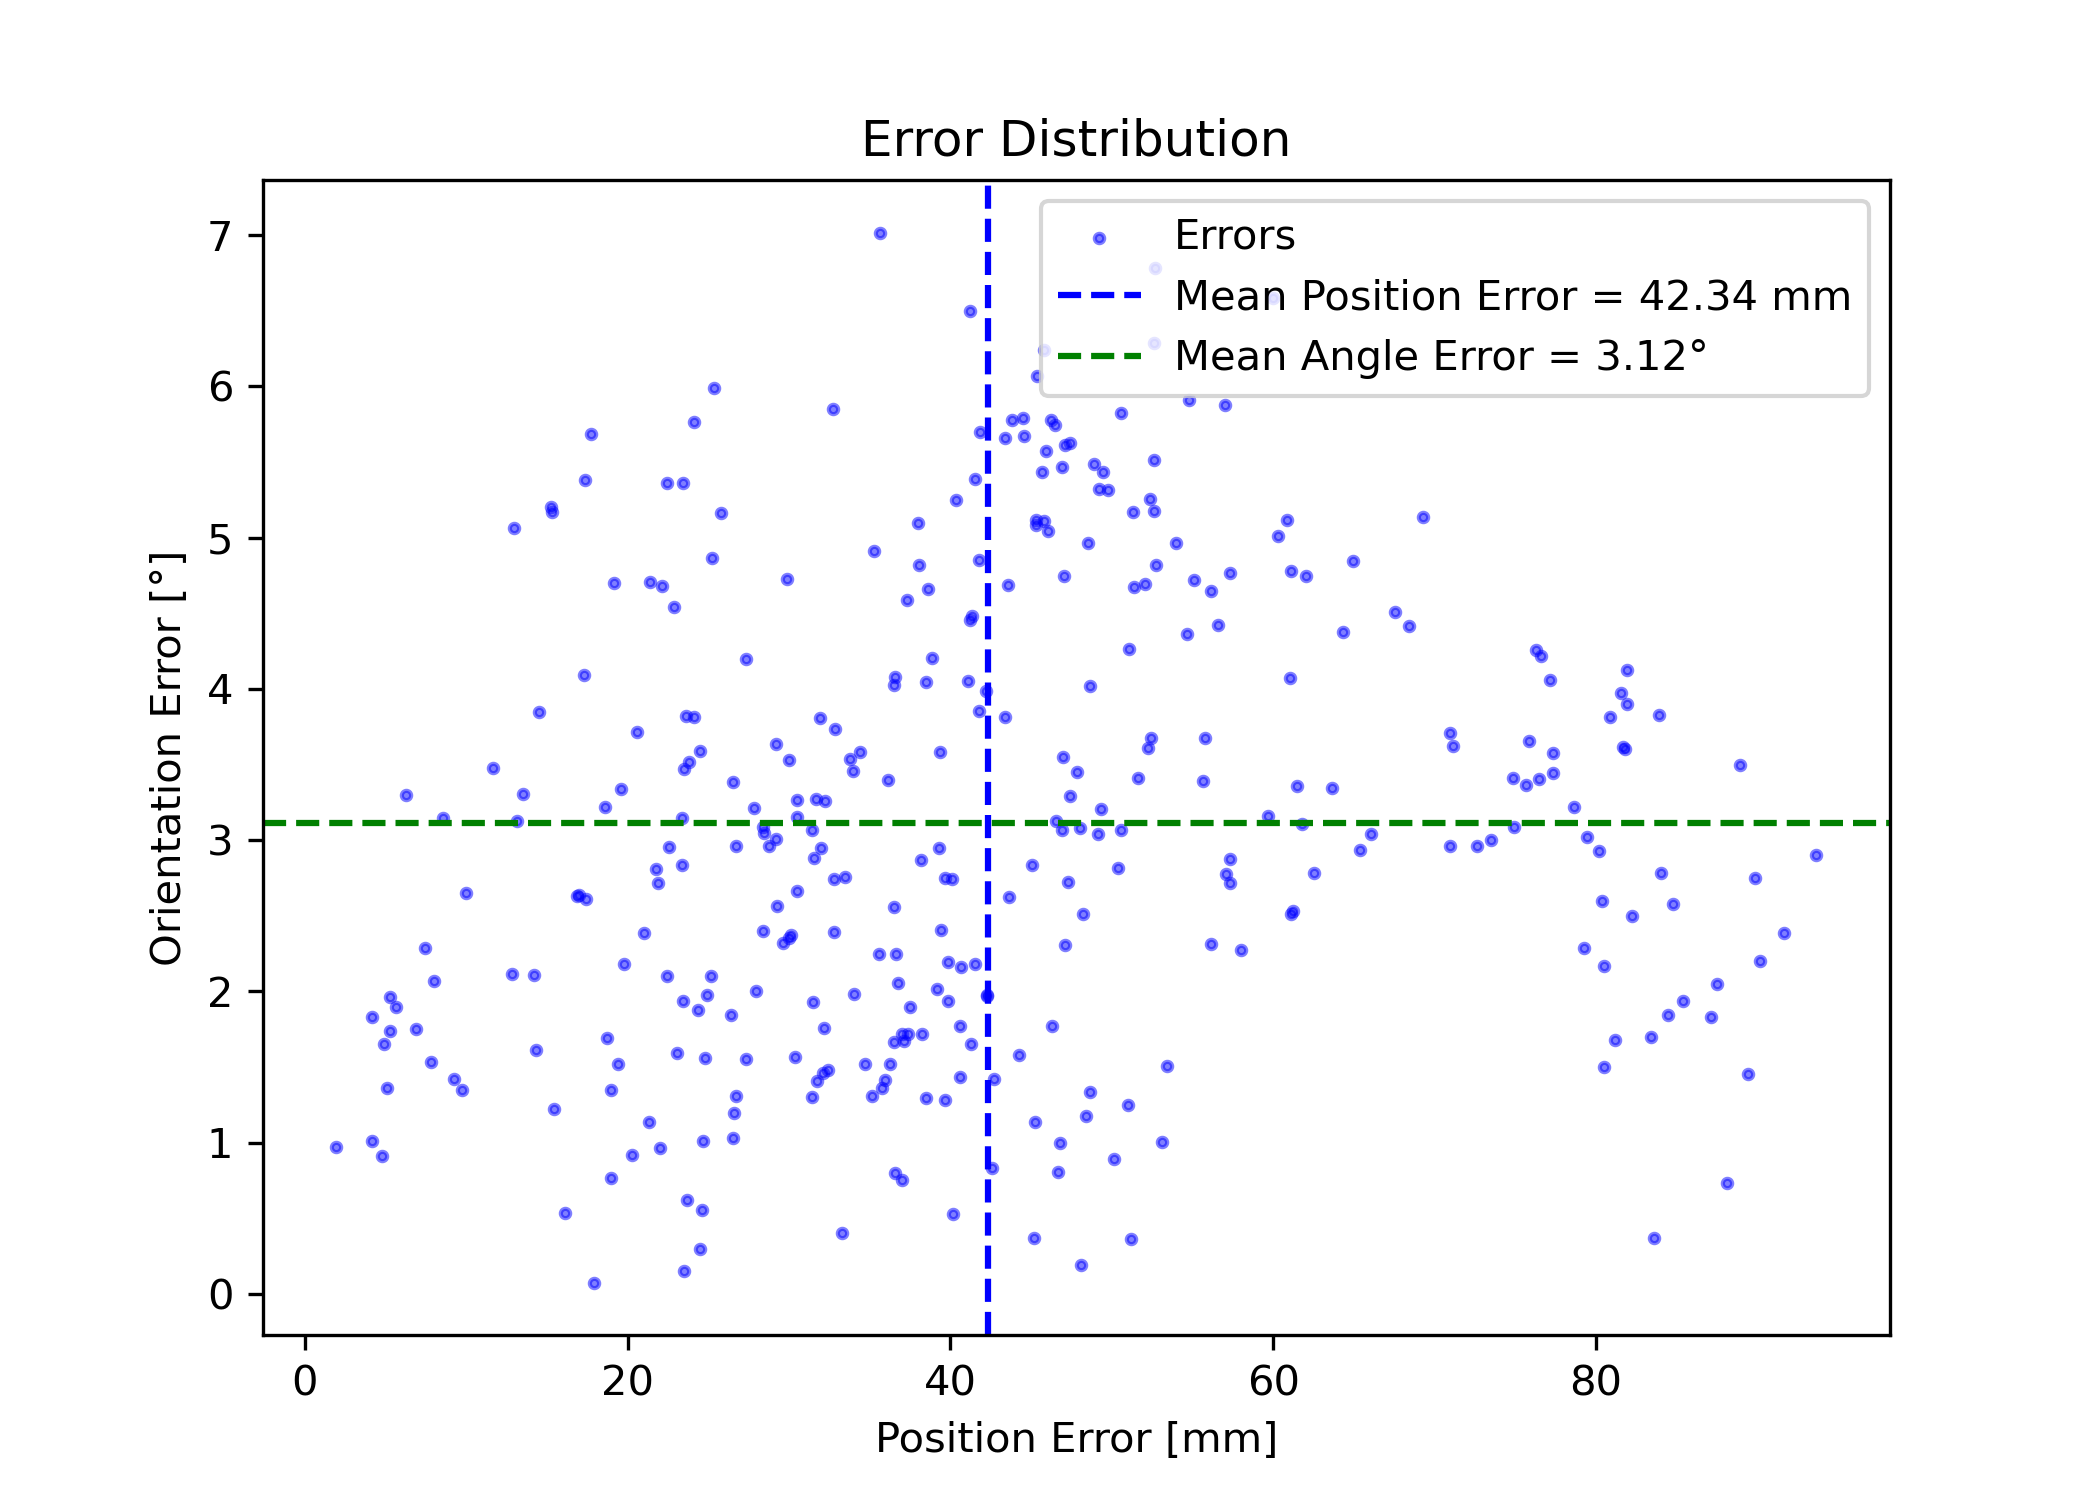 Error Distribution
Errors
Mean Position Error = 42.34 mm
Mean Angle Error = 3.12°
Orientation Error [°]
7
6
5
4
3
2
1
0
0 20 40 60 80
Position Error [mm]